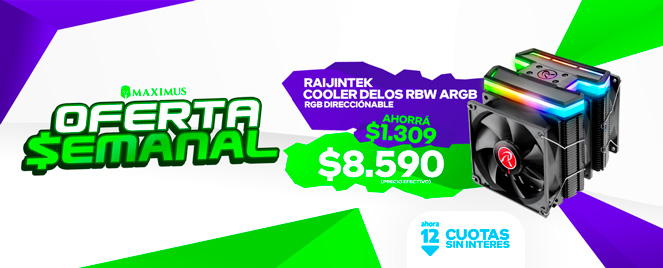 MAXIMUS
OFERTA
$EMANAL
RAIJINTEK
COOLER DELOS RBW ARGB
RGB DIRECCIÓNABLE
AHORRÁ
$1.309
$8.590
(PRECIO EFECTIVO)
ahora
12
CUOTAS
SIN INTERES